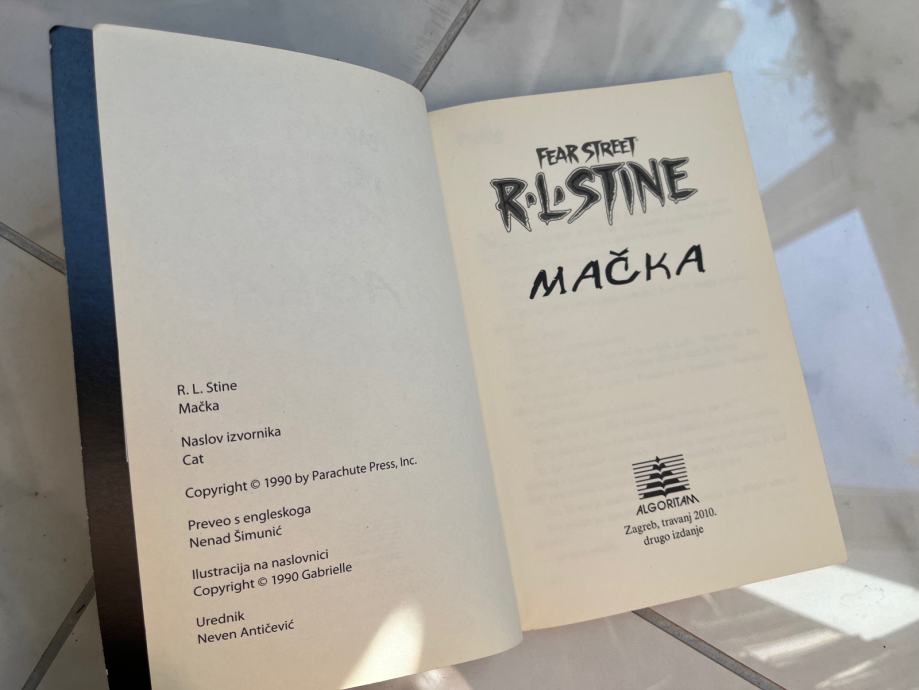 R. L. Stine
Mačka
Naslov izvornika
Cat
Copyright © 1990 by Parachute Press, Inc.
Preveo s engleskoga
Nenad Šimunić
Ilustracija na naslovnici
Copyright © 1990 Gabrielle
Urednik
Neven Antičević
FEAR STREET
R•L•STINE
MAČKA
ALGORITAM
Zagreb, travanj 2010.
drugo izdanje